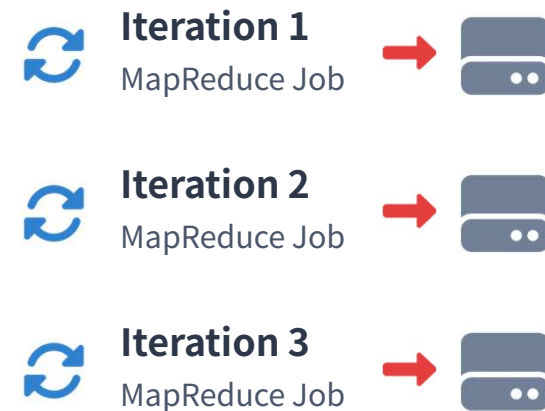 Iteration 1
MapReduce Job
Iteration 2
MapReduce Job
Iteration 3
MapReduce Job